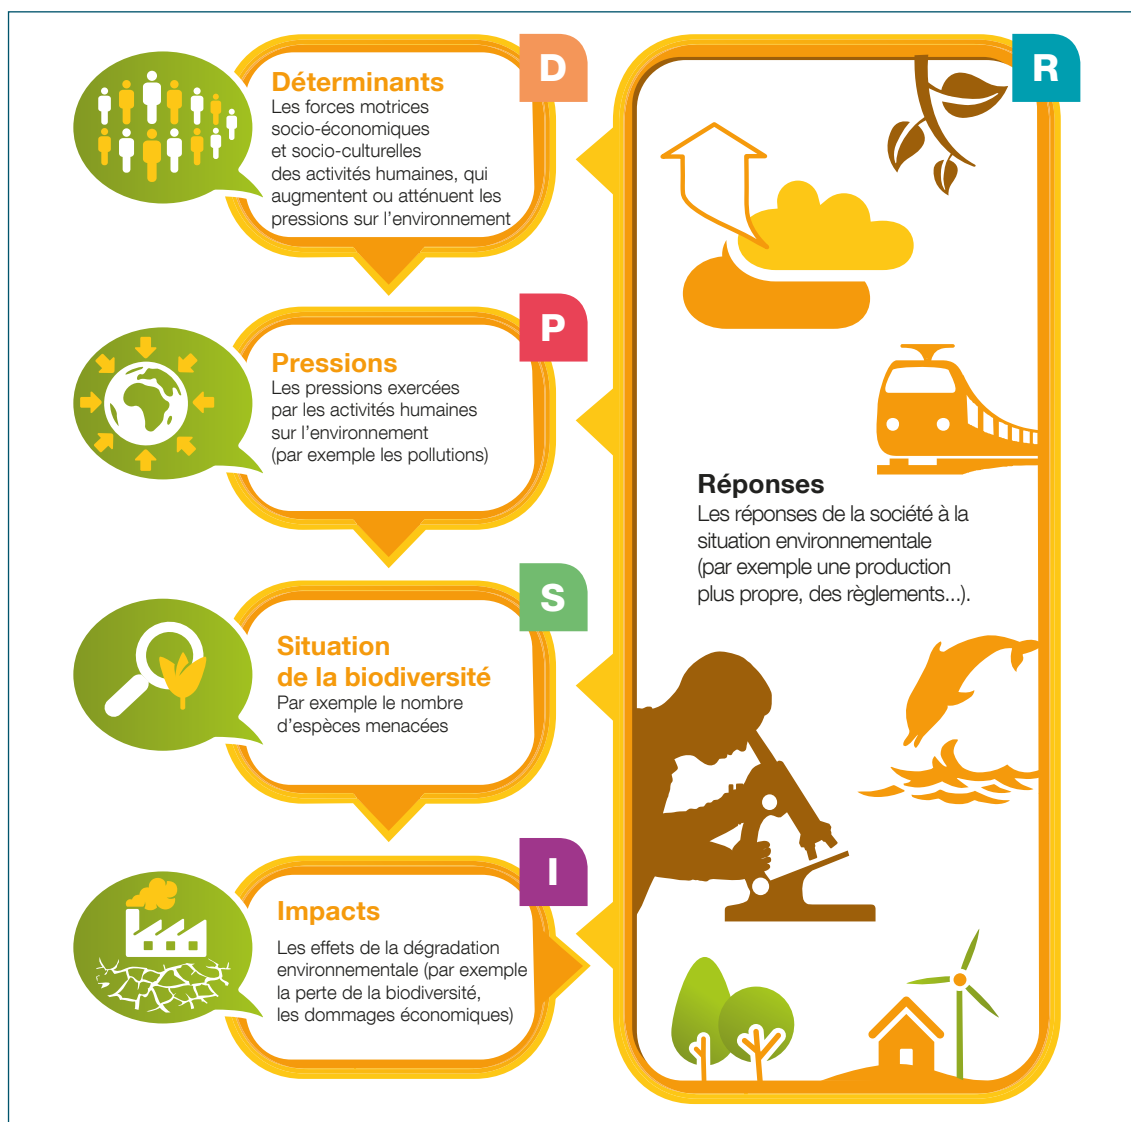 D
Déterminants
Les forces motrices
socio-économiques
et socio-culturelles
des activités humaines, qui
augmentent ou atténuent les
pressions sur l’environnement
P
Pressions
Les pressions exercées
par les activités humaines
sur l’environnement
(par exemple les pollutions)
S
Situation
de la biodiversité
Par exemple le nombre
d’espèces menacées
I
Impacts
Les effets de la dégradation
environnementale (par exemple
la perte de la biodiversité,
les dommages économiques)
R
Réponses
Les réponses de la société à la
situation environnementale
(par exemple une production
plus propre, des règlements...).